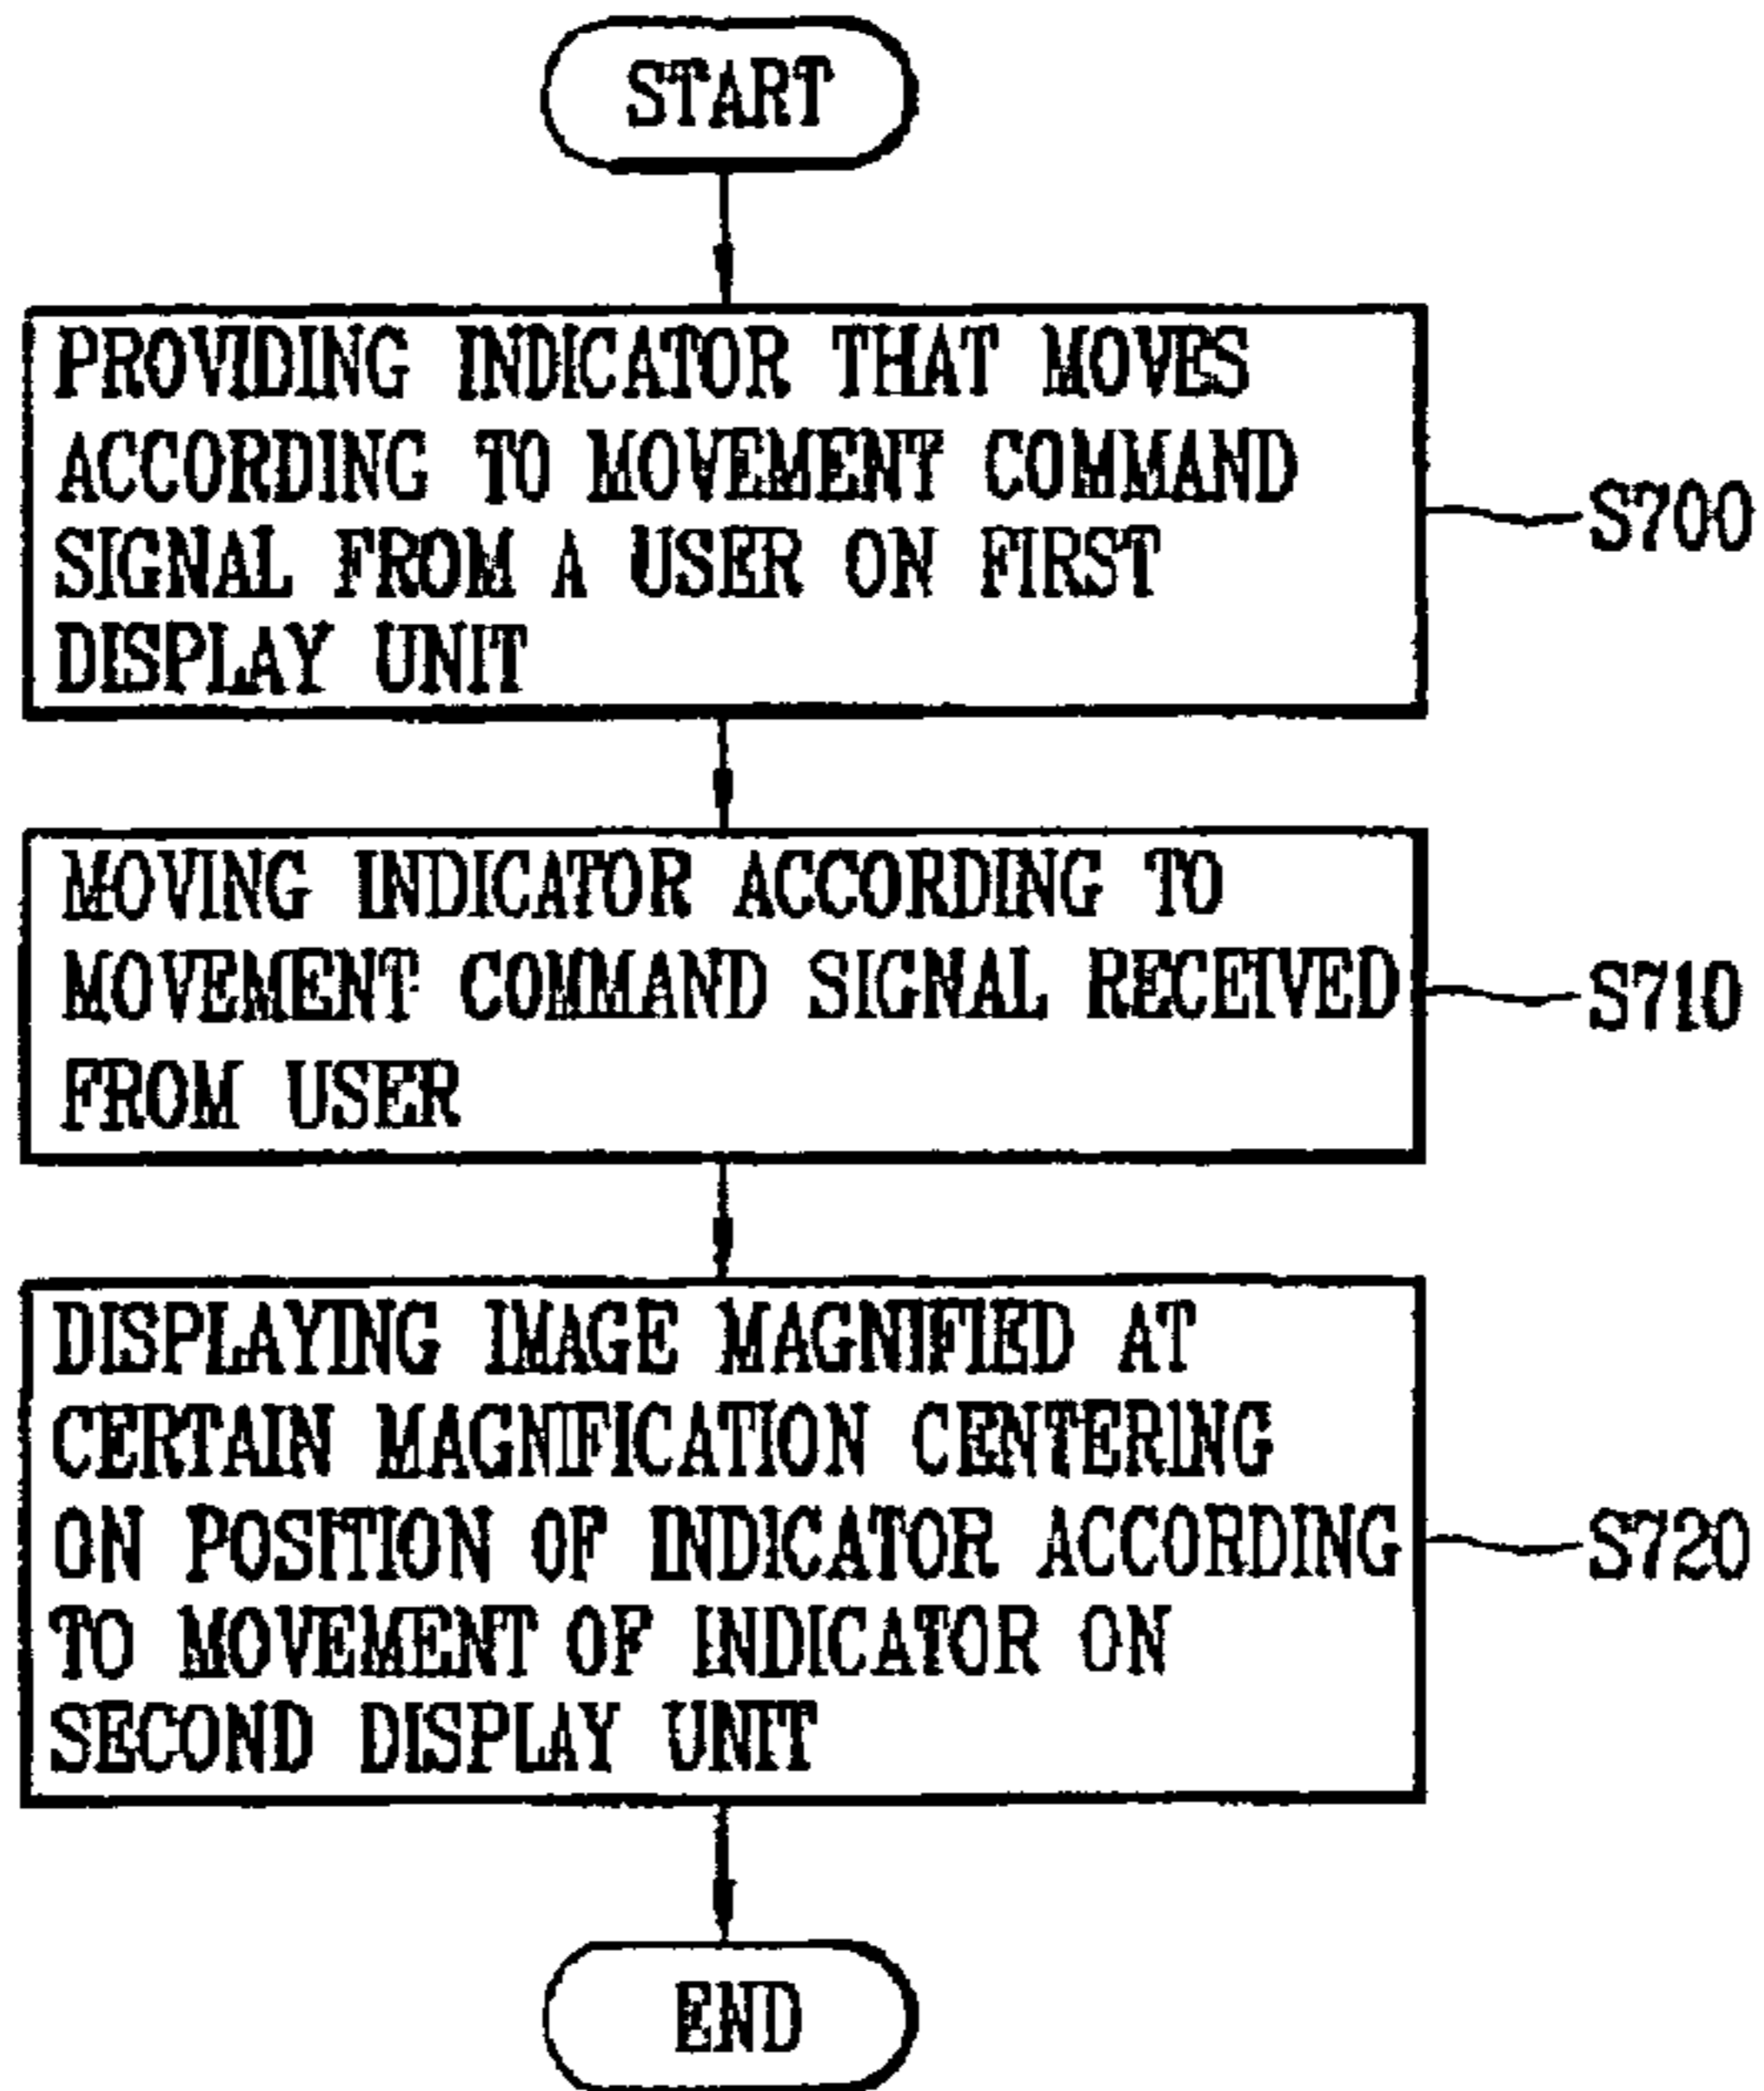 START
PROVIDING INDICATOR THAT MOVES
ACCORDING TO MOVEMENT COMMAND
SIGNAL FROM A USER ON FIRST
DISPLAY UNIT
S700
MOVING INDICATOR ACCORDING TO
MOVEMENT COMMAND SIGNAL RECEIVED
FROM USER
S710
DISPLAYING IMAGE MAGNIFIED AT
CERTAIN MAGNIFICATION CENTERING
ON POSITION OF INDICATOR ACCORDING
TO MOVEMENT OF INDICATOR ON
SECOND DISPLAY UNIT
S720
END